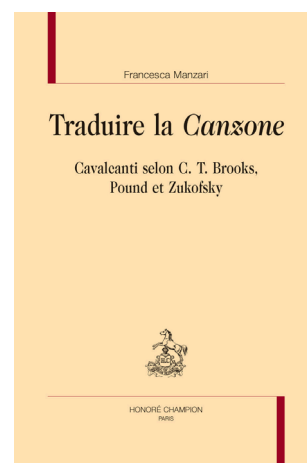 Francesca Manzari
Traduire la Canzone
Cavalcanti selon C. T. Brooks,
Pound et Zukofsky
HONORÉ CHAMPION
PARIS